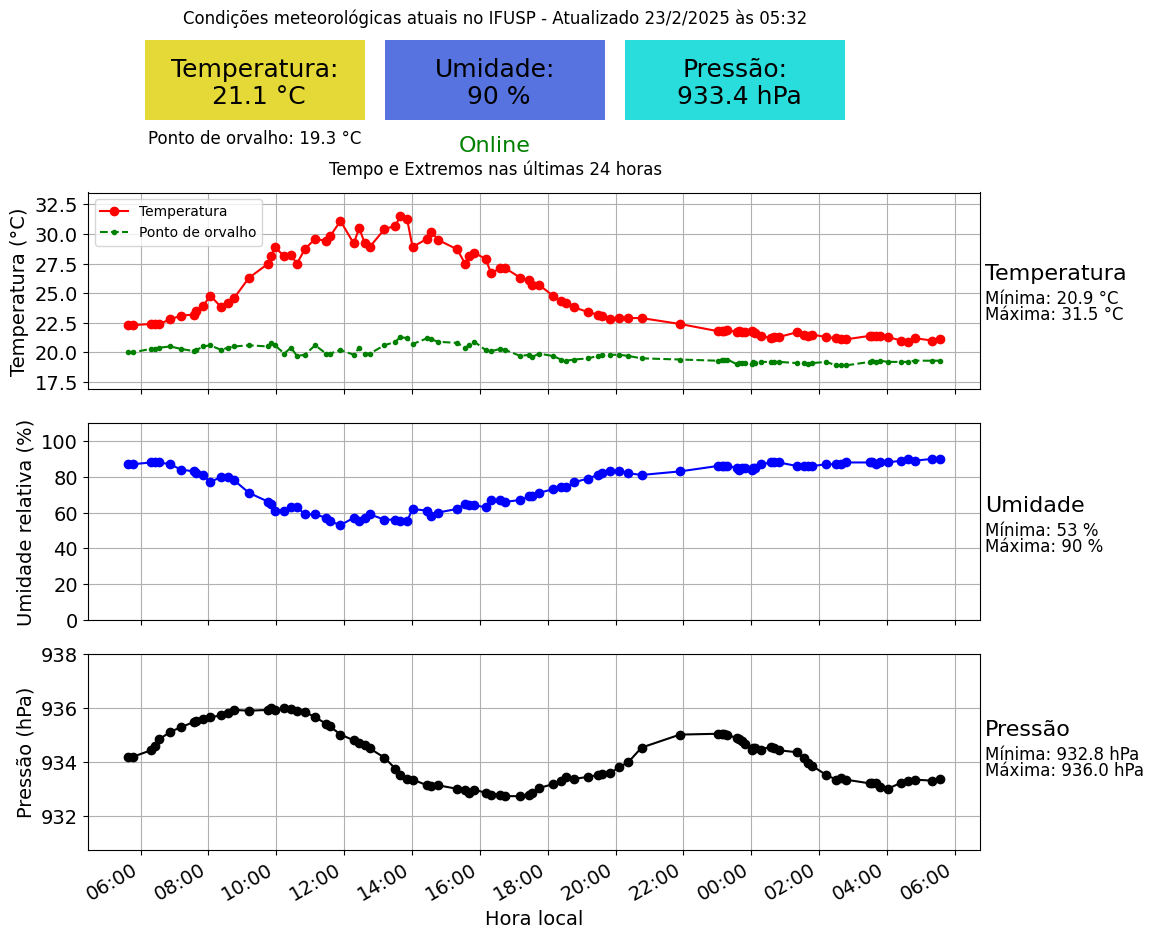 Condições meteorológicas atuais no IFUSP - Atualizado 23/2/2025 às 05:32
Temperatura:
21.1 °C
Umidade:
90 %
Pressão:
933.4 hPa
Ponto de orvalho: 19.3 °C
Online
Tempo e Extremos nas últimas 24 horas
Temperatura (°C)
32.5
30.0
27.5
25.0
22.5
20.0
17.5
Temperatura
Ponto de orvalho
Temperatura
Mínima: 20.9 °C
Máxima: 31.5 °C
Umidade relativa (%)
100
80
60
40
20
0
Umidade
Mínima: 53 %
Máxima: 90 %
Pressão (hPa)
938
936
934
932
Pressão
Mínima: 932.8 hPa
Máxima: 936.0 hPa
06:00
08:00
10:00
12:00
14:00
16:00
18:00
20:00
22:00
00:00
02:00
04:00
06:00
Hora local